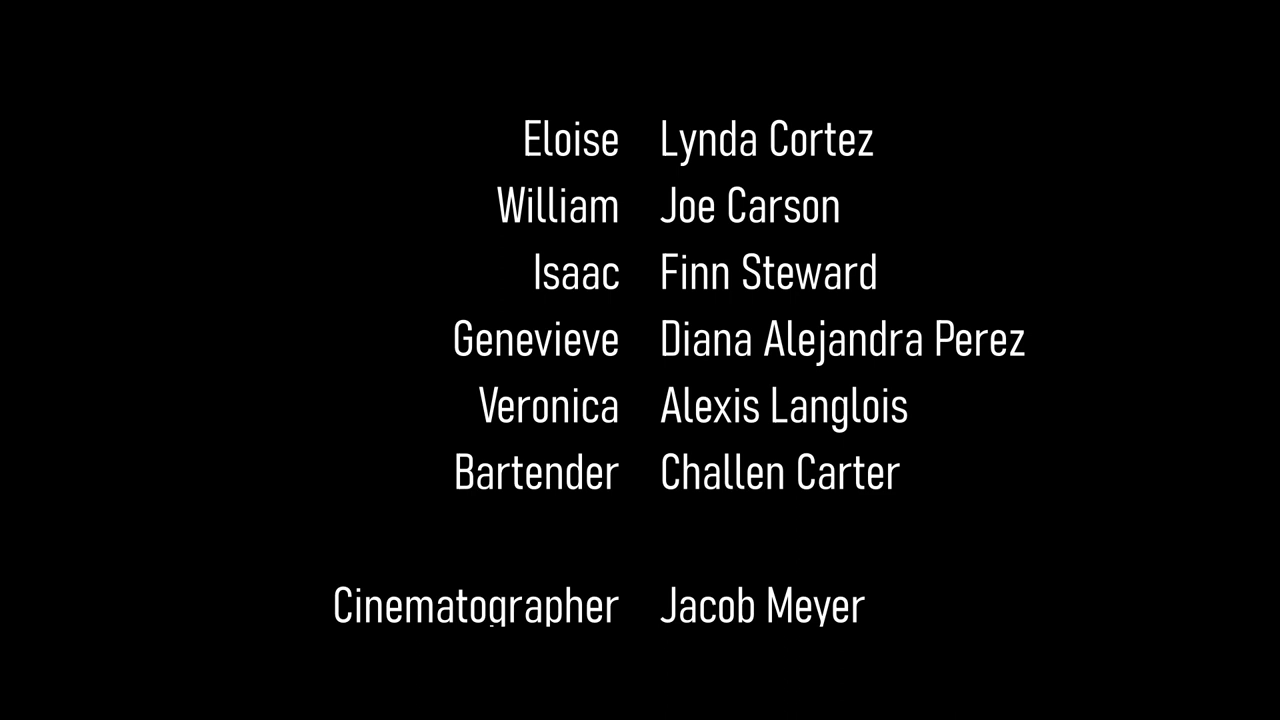 Eloise Lynda Cortez
William Joe Carson
Isaac Finn Steward
Genevieve Diana Alejandra Perez
Veronica Alexis Langlois
Bartender Challen Carter
Cinematographer Jacob Meyer